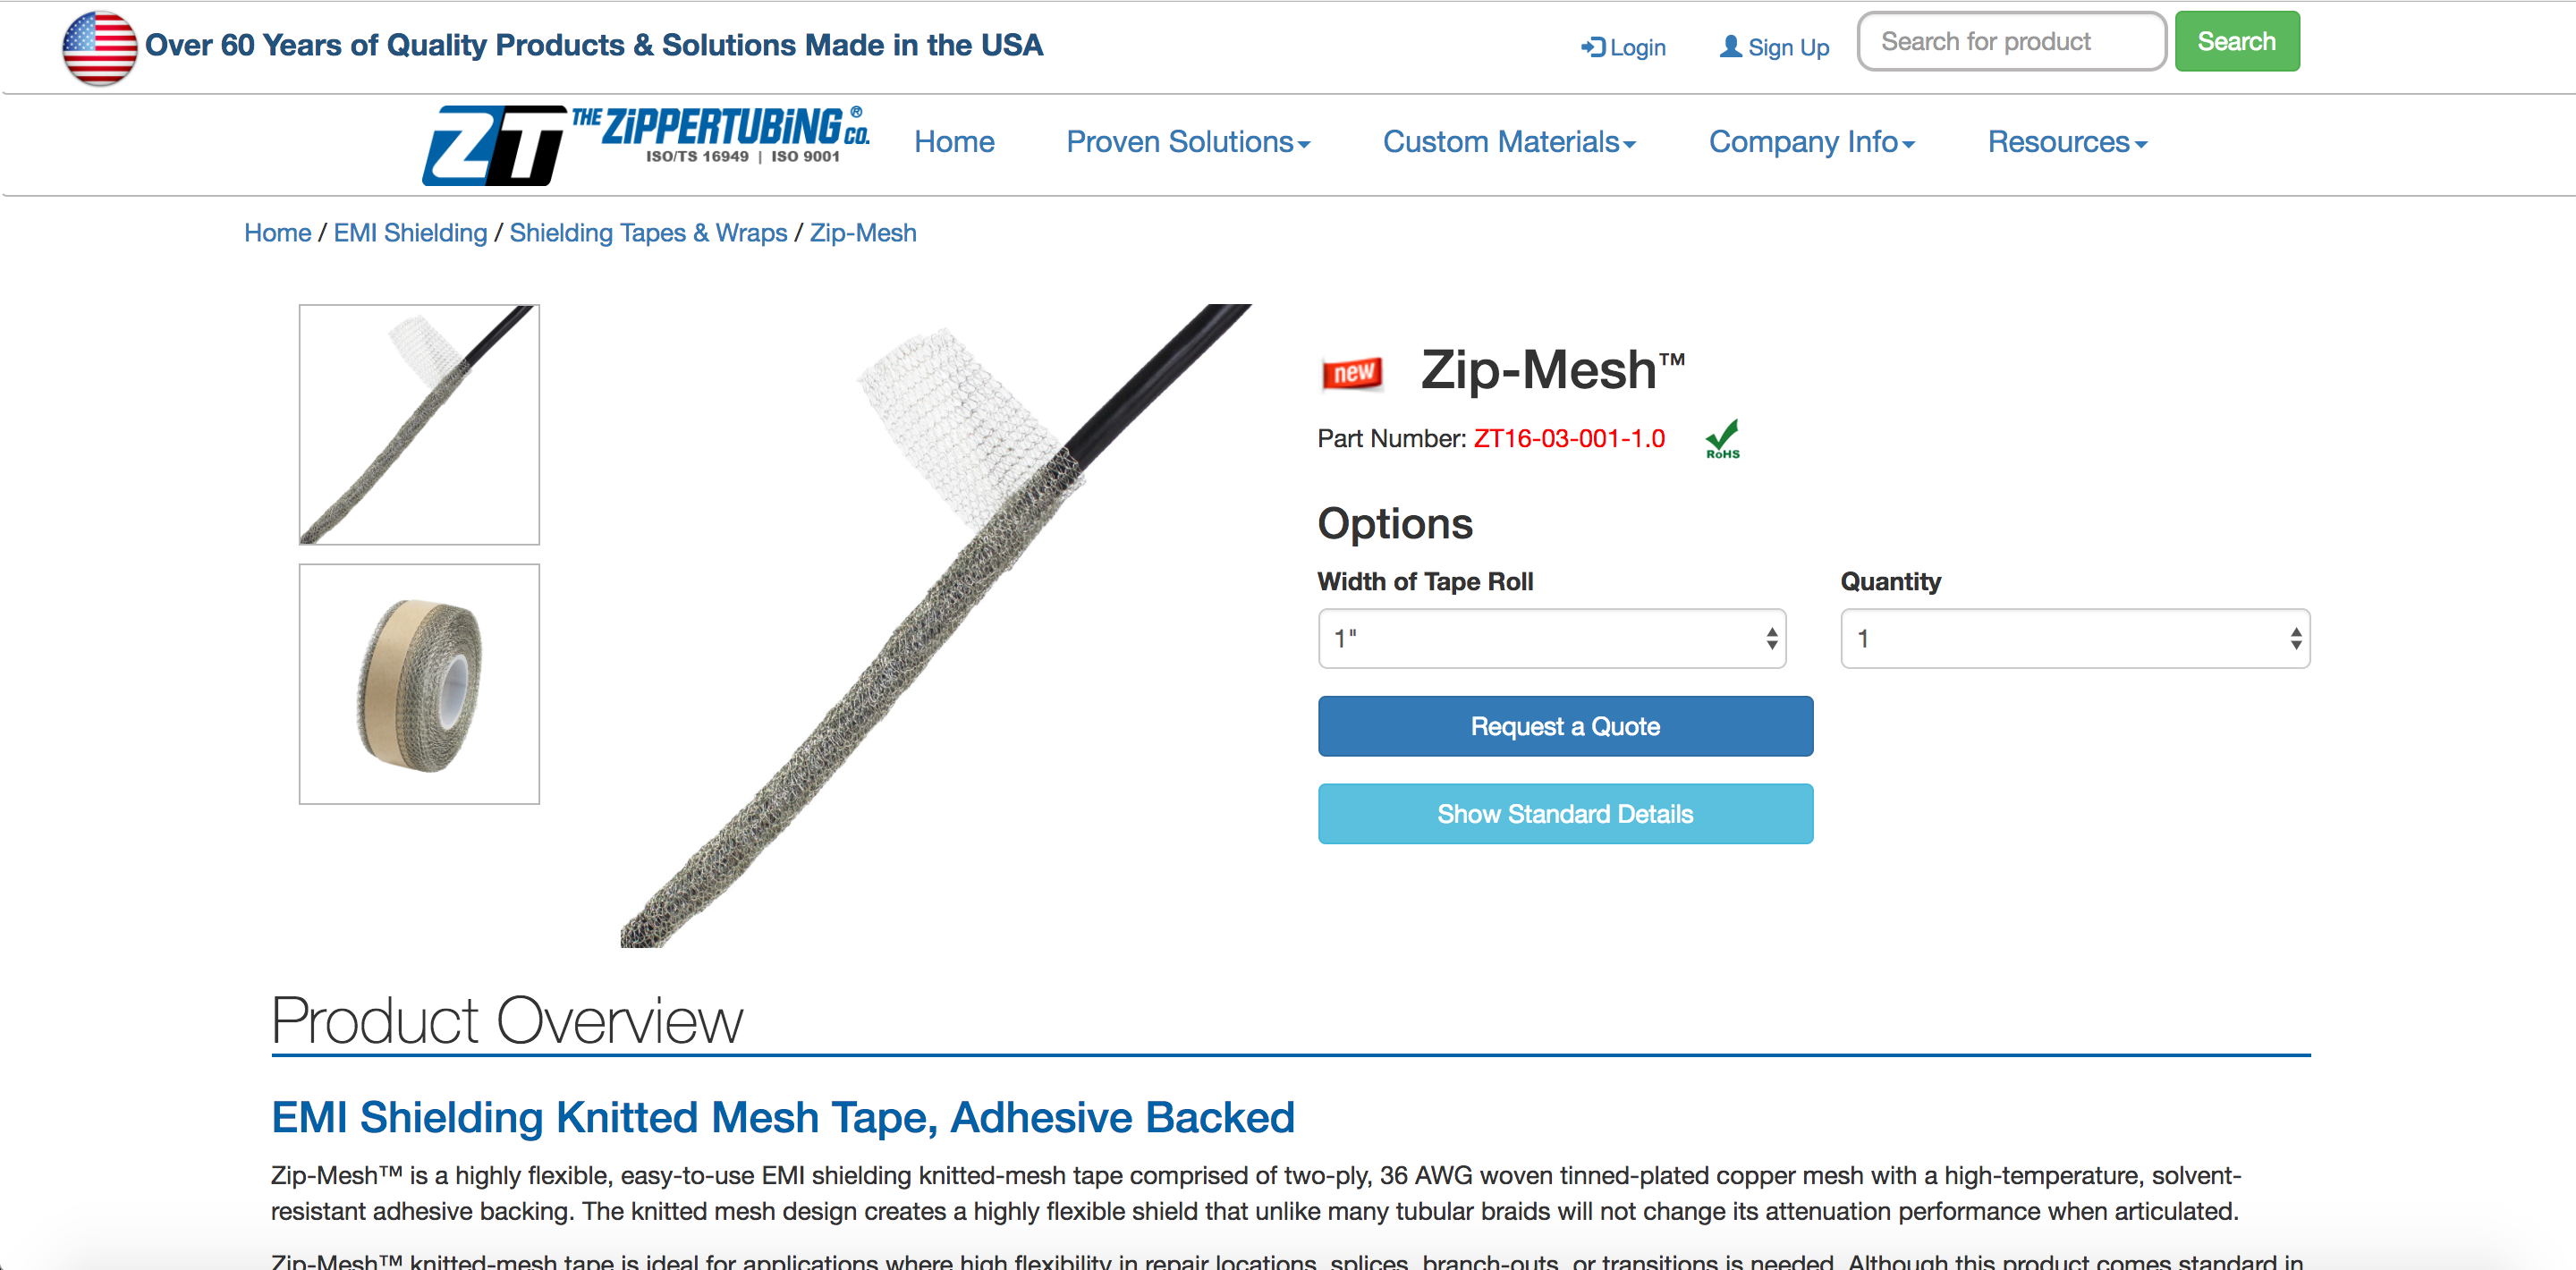 Over 60 Years of Quality Products & Solutions Made in the USA
Login
Sign Up
Search for product
Search
ZT THE ZiPPERTUBiNG CO.®
ISO/TS 16949 | ISO 9001
Home
Proven Solutions
Custom Materials
Company Info
Resources
Home / EMI Shielding / Shielding Tapes & Wraps / Zip-Mesh
new
Zip-Mesh™
Part Number: ZT16-03-001-1.0
RoHS
Options
Width of Tape Roll
Quantity
1"
1
Request a Quote
Show Standard Details
Product Overview
EMI Shielding Knitted Mesh Tape, Adhesive Backed
Zip-Mesh™ is a highly flexible, easy-to-use EMI shielding knitted-mesh tape comprised of two-ply, 36 AWG woven tinned-plated copper mesh with a high-temperature, solvent-
resistant adhesive backing. The knitted mesh design creates a highly flexible shield that unlike many tubular braids will not change its attenuation performance when articulated.
Zip-Mesh™ knitted-mesh tape is ideal for applications where high flexibility in repair locations, splices, branch-outs, or transitions is needed. Although this product comes standard in